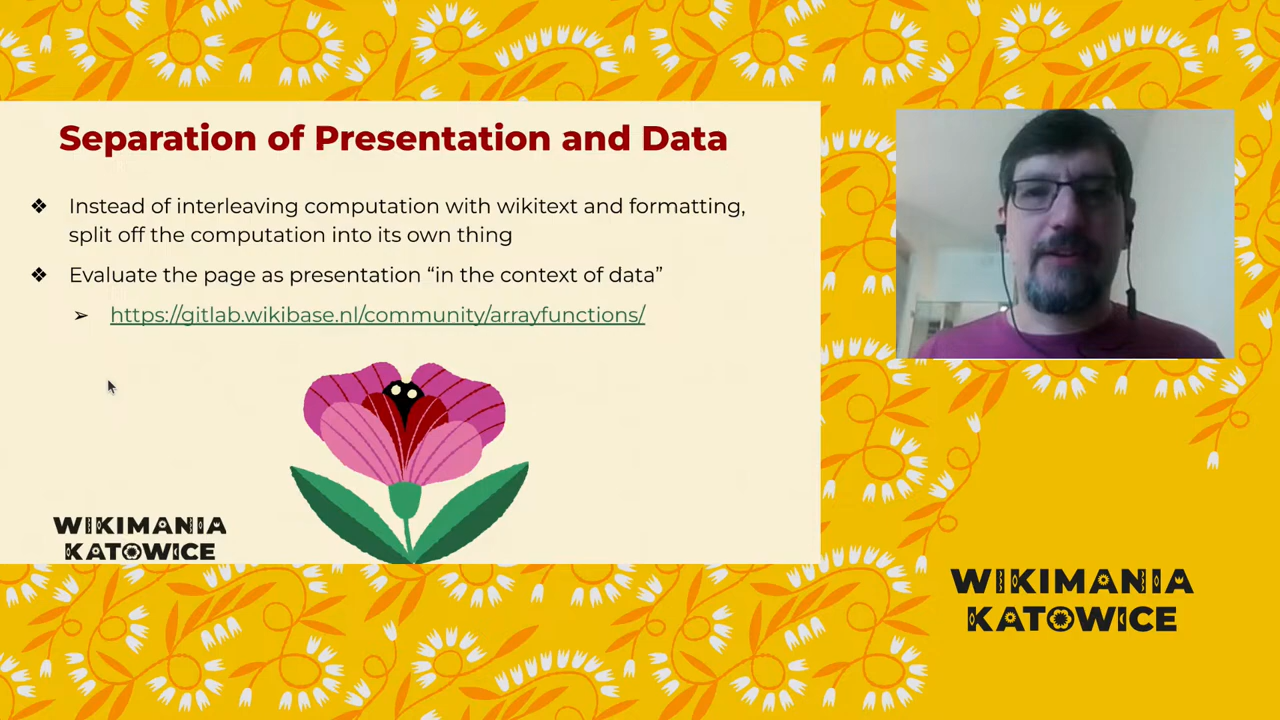 Separation of Presentation and Data
❖ Instead of interleaving computation with wikitext and formatting,
split off the computation into its own thing
❖ Evaluate the page as presentation “in the context of data”
➢ https://gitlab.wikibase.nl/community/arrayfunctions/
WIKIMANIA
KATOWICE
WIKIMANIA
KATOWICE